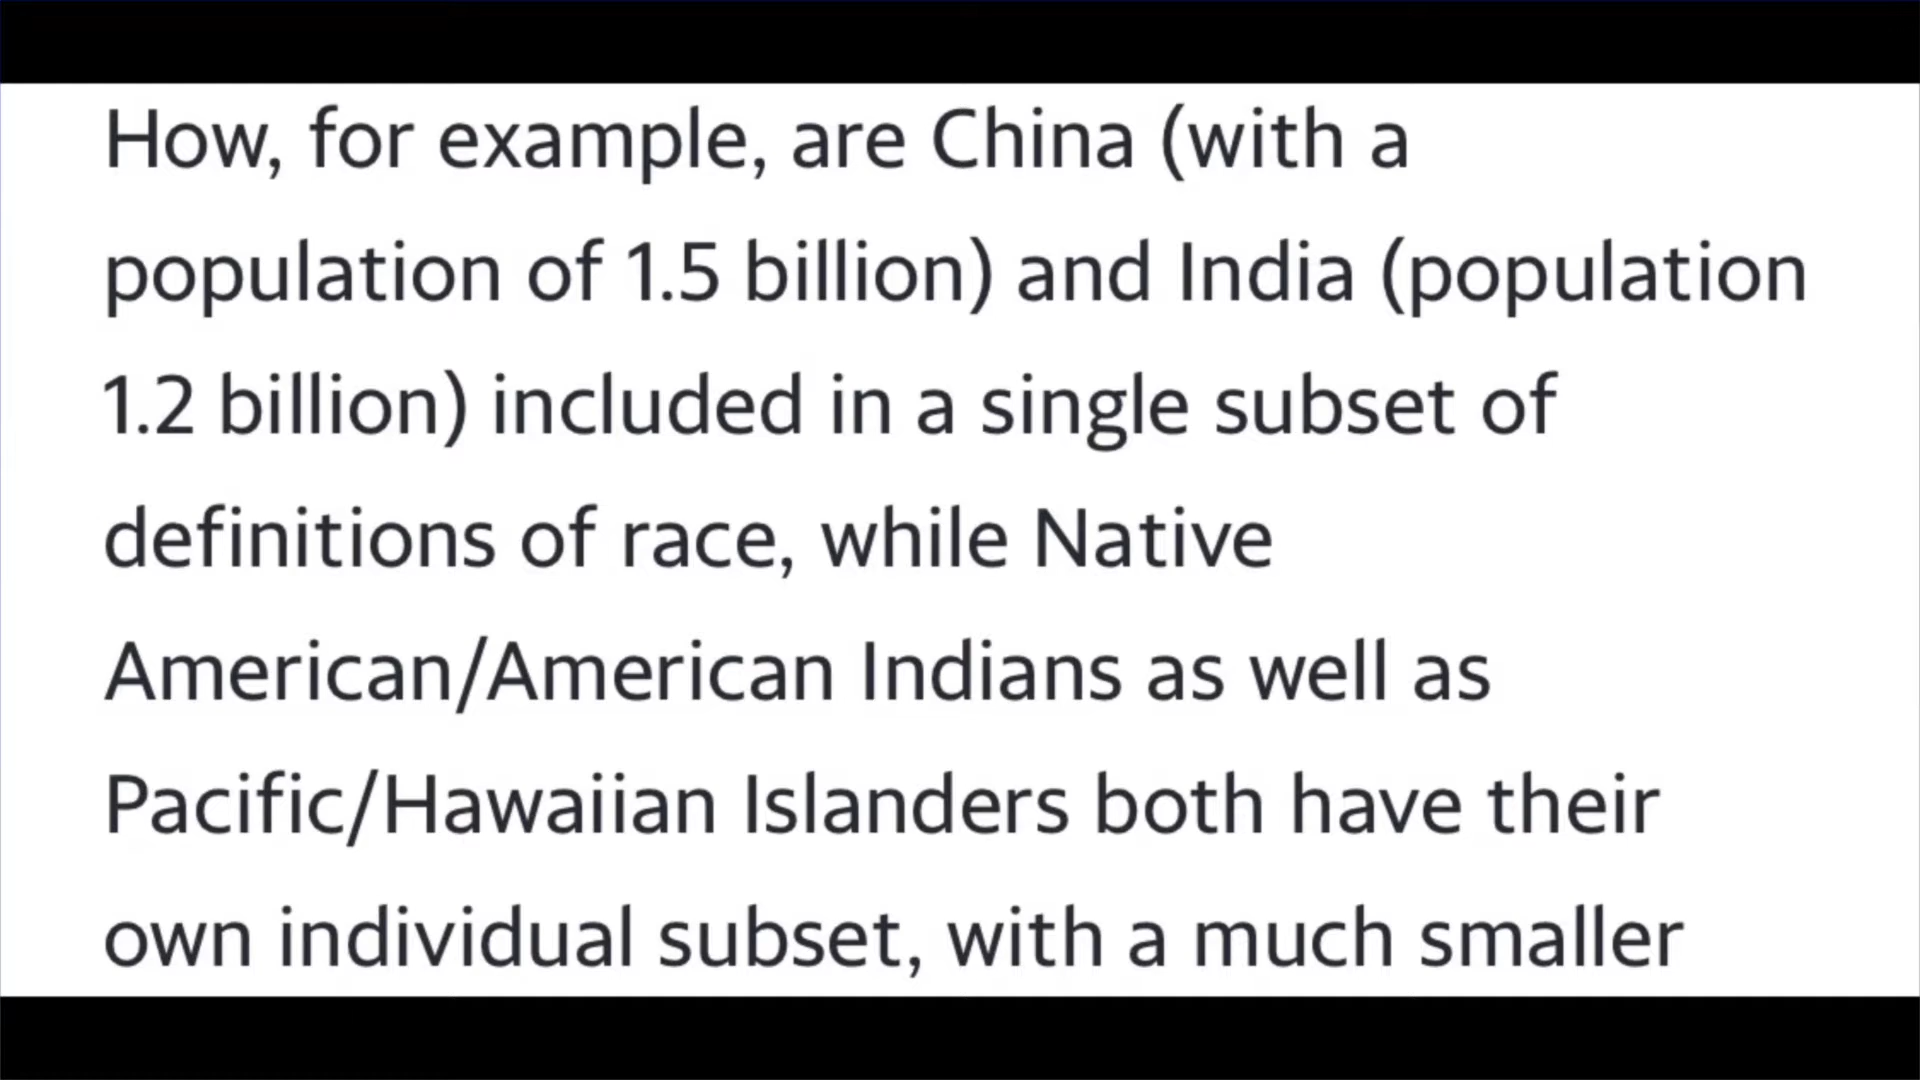 How, for example, are China (with a
population of 1.5 billion) and India (population
1.2 billion) included in a single subset of
definitions of race, while Native
American/American Indians as well as
Pacific/Hawaiian Islanders both have their
own individual subset, with a much smaller